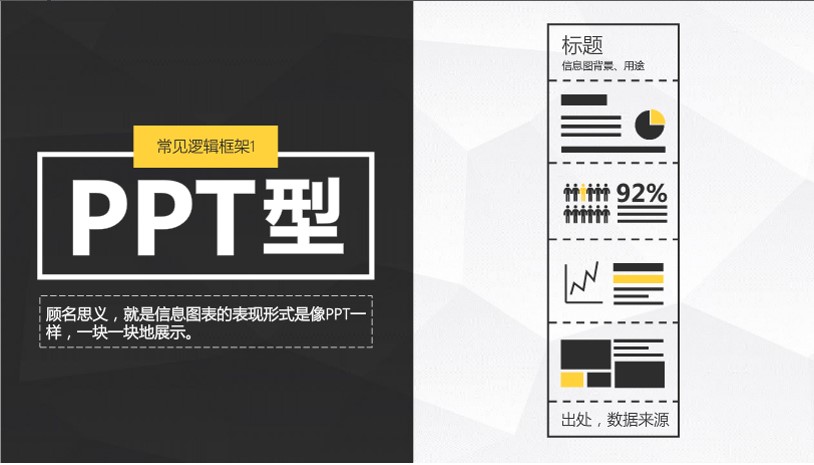 常见逻辑框架1
PPT型
顾名思义，就是信息图表的表现形式是像PPT一
样，一块一块地展示。
标题
信息图背景、用途
92%
出处，数据来源